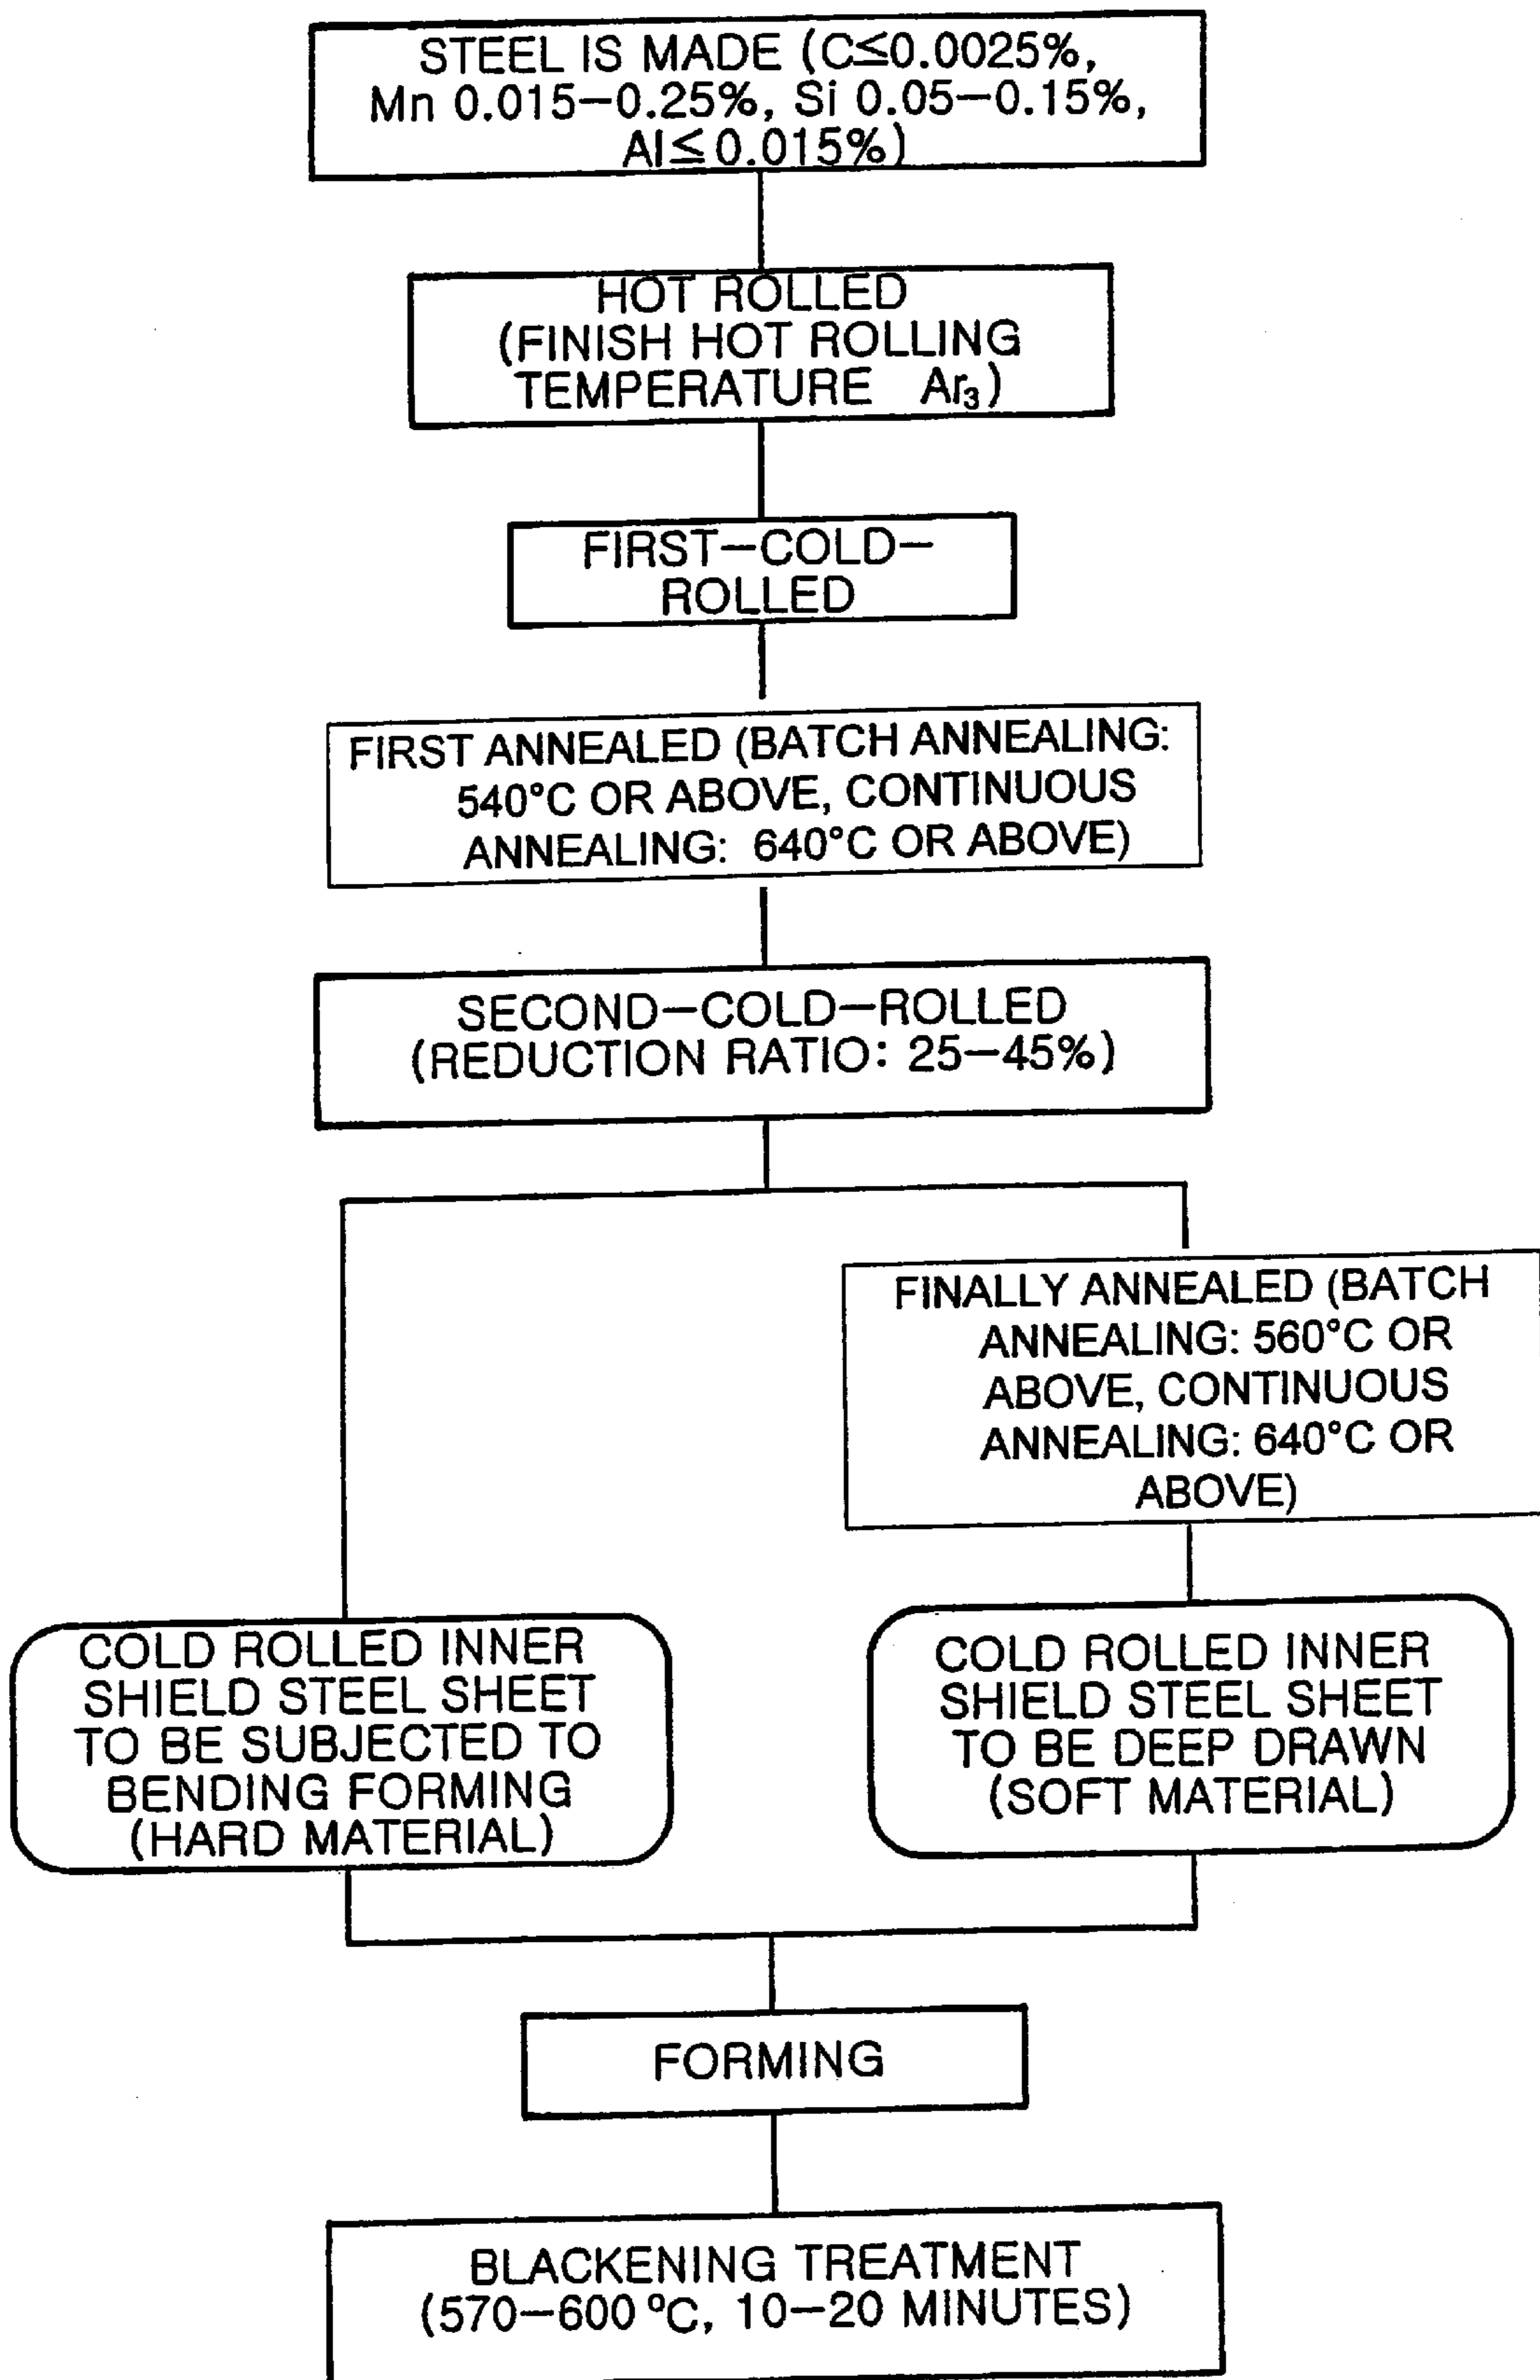 STEEL IS MADE (C≤0.0025%,
Mn 0.015–0.25%, Si 0.05–0.15%,
Al≦0.015%)
HOT ROLLED
(FINISH HOT ROLLING
TEMPERATURE Ar₃)
FIRST–COLD–
ROLLED
FIRST ANNEALED (BATCH ANNEALING:
540°C OR ABOVE, CONTINUOUS
ANNEALING: 640°C OR ABOVE)
SECOND–COLD–ROLLED
(REDUCTION RATIO: 25–45%)
FINALLY ANNEALED (BATCH
ANNEALING: 560°C OR
ABOVE, CONTINUOUS
ANNEALING: 640°C OR
ABOVE)
COLD ROLLED INNER
SHIELD STEEL SHEET
TO BE SUBJECTED TO
BENDING FORMING
(HARD MATERIAL)
COLD ROLLED INNER
SHIELD STEEL SHEET
TO BE DEEP DRAWN
(SOFT MATERIAL)
FORMING
BLACKENING TREATMENT
(570–600 °C, 10–20 MINUTES)